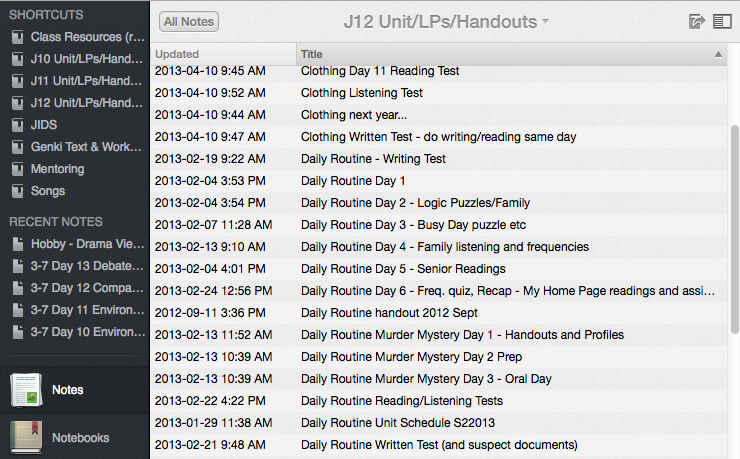 SHORTCUTS
Class Resources (r...
J10 Unit/LPs/Hand...
J11 Unit/LPs/Hand...
J12 Unit/LPs/Hand...
JIDS
Genki Text & Work...
Mentoring
Songs
RECENT NOTES
Hobby - Drama Vie...
3-7 Day 13 Debate...
3-7 Day 12 Compa...
3-7 Day 11 Environ...
3-7 Day 10 Environ...
Notes
Notebooks
All Notes
J12 Unit/LPs/Handouts
Updated Title
2013-04-10 9:45 AM Clothing Day 11 Reading Test
2013-04-10 9:52 AM Clothing Listening Test
2013-04-10 9:44 AM Clothing next year...
2013-04-10 9:47 AM Clothing Written Test - do writing/reading same day
2013-02-19 9:22 AM Daily Routine - Writing Test
2013-02-04 3:53 PM Daily Routine Day 1
2013-02-04 3:54 PM Daily Routine Day 2 - Logic Puzzles/Family
2013-02-07 11:28 AM Daily Routine Day 3 - Busy Day puzzle etc
2013-02-13 9:10 AM Daily Routine Day 4 - Family listening and frequencies
2013-02-04 4:01 PM Daily Routine Day 5 - Senior Readings
2013-02-24 12:56 PM Daily Routine Day 6 - Freq. quiz, Recap - My Home Page readings and assi...
2012-09-11 3:36 PM Daily Routine handout 2012 Sept
2013-02-13 11:52 AM Daily Routine Murder Mystery Day 1 - Handouts and Profiles
2013-02-13 10:39 AM Daily Routine Murder Mystery Day 2 Prep
2013-02-13 10:39 AM Daily Routine Murder Mystery Day 3 - Oral Day
2013-02-22 4:22 PM Daily Routine Reading/Listening Tests
2013-01-29 11:38 AM Daily Routine Unit Schedule S22013
2013-02-21 9:48 AM Daily Routine Written Test (and suspect documents)